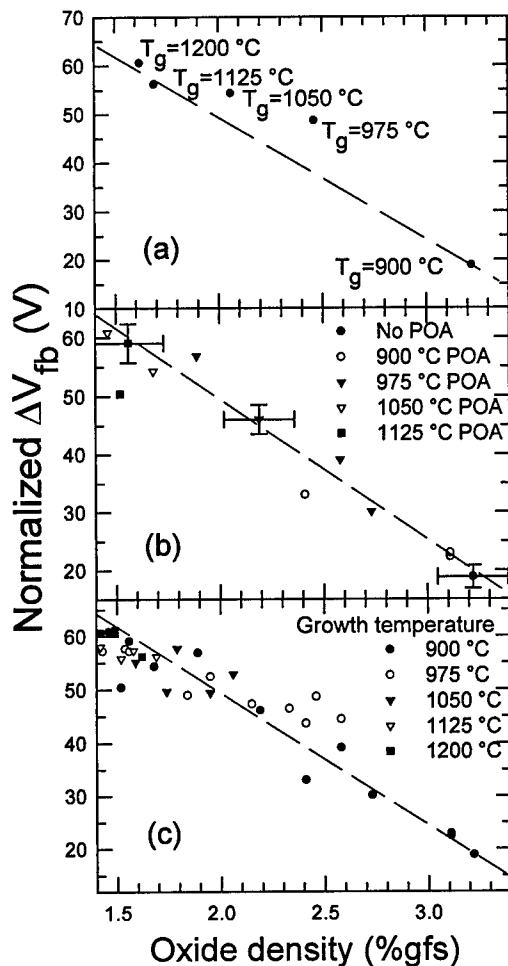 70
60
50
40
30
20
10
T_g=1200 °C
T_g=1125 °C
T_g=1050 °C
T_g=975 °C
T_g=900 °C
(a)
Normalized ΔV_fb (V)
60
50
40
30
20
No POA
900 °C POA
975 °C POA
1050 °C POA
1125 °C POA
(b)
60
50
40
30
20
Growth temperature
900 °C
975 °C
1050 °C
1125 °C
1200 °C
(c)
1.5 2.0 2.5 3.0
Oxide density (%gfs)